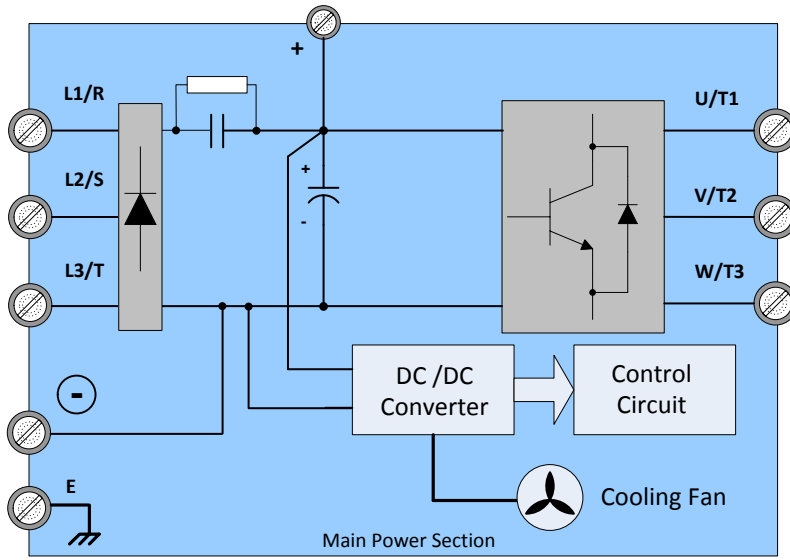 +
L1/R
U/T1
L2/S
+
-
V/T2
L3/T
W/T3
-
DC /DC
Converter
Control
Circuit
E
Cooling Fan
Main Power Section